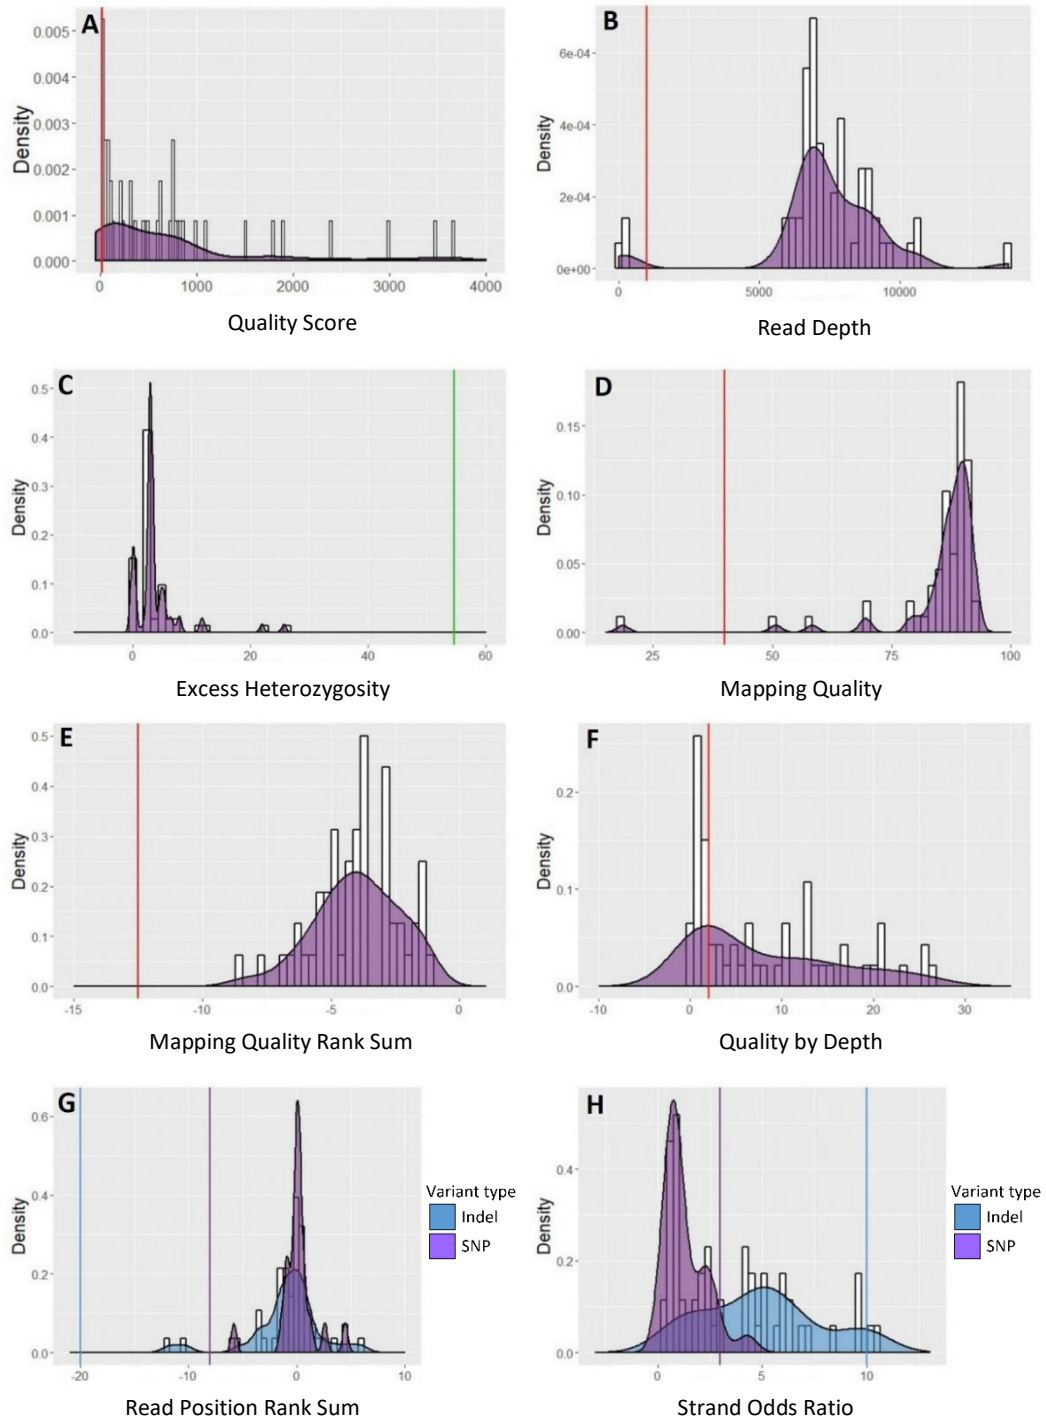 A
Density
0.005
0.004
0.003
0.002
0.001
0.000
0 1000 2000 3000 4000
Quality Score
B
Density
6e-04
4e-04
2e-04
0e+00
0 5000 10000
Read Depth
C
Density
0.5
0.4
0.3
0.2
0.1
0.0
0 20 40 60
Excess Heterozygosity
D
Density
0.15
0.10
0.05
0.00
25 50 75 100
Mapping Quality
E
Density
0.5
0.4
0.3
0.2
0.1
0.0
-15 -10 -5 0
Mapping Quality Rank Sum
F
Density
0.2
0.1
0.0
-10 0 10 20 30
Quality by Depth
G
Density
0.6
0.4
0.2
0.0
-20 -10 0 10
Read Position Rank Sum
Variant type
Indel
SNP
H
Density
0.4
0.2
0.0
0 5 10
Strand Odds Ratio
Variant type
Indel
SNP